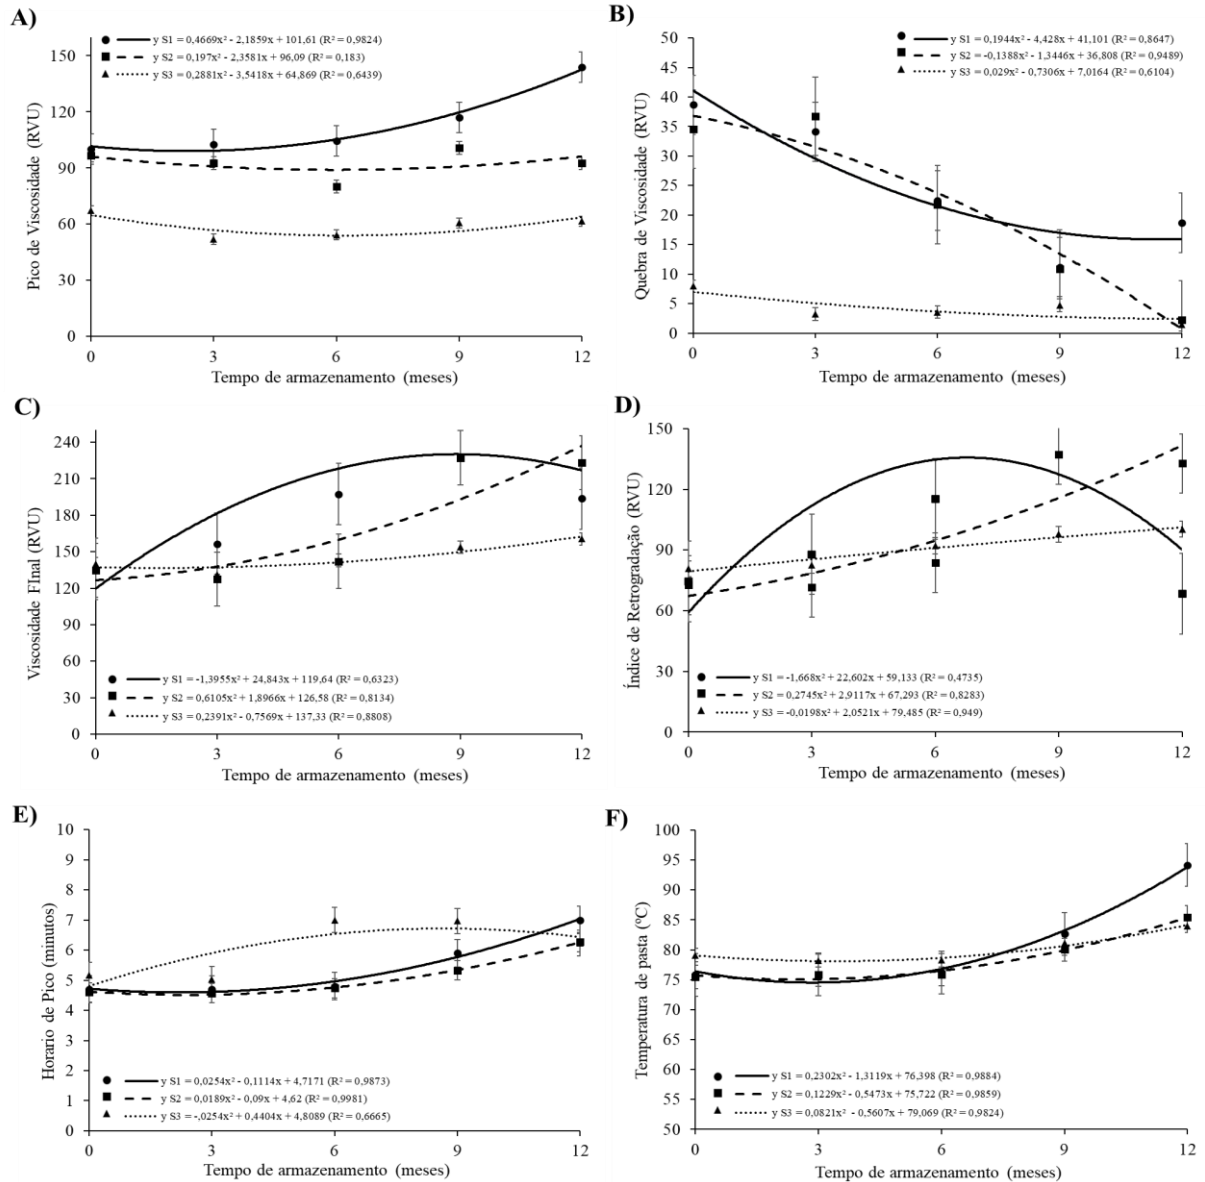 A)
y S1 = 0,4669x² - 2,1859x + 101,61 (R² = 0,9824)
y S2 = 0,197x² - 2,3581x + 96,09 (R² = 0,183)
y S3 = 0,2881x² - 3,5418x + 64,869 (R² = 0,6439)
Pico de Viscosidade (RVU)
150
120
90
60
30
0
0 3 6 9 12
Tempo de armazenamento (meses)
B)
y S1 = 0,1944x² - 4,428x + 41,101 (R² = 0,8647)
y S2 = -0,1388x² - 1,3446x + 36,808 (R² = 0,9489)
y S3 = 0,029x² - 0,7306x + 7,0164 (R² = 0,6104)
Quebra de Viscosidade (RVU)
50
45
40
35
30
25
20
15
10
5
0
0 3 6 9 12
Tempo de armazenamento (meses)
C)
Viscosidade FInal (RVU)
240
210
180
150
120
90
60
30
0
y S1 = -1,3955x² + 24,843x + 119,64 (R² = 0,6323)
y S2 = 0,6105x² + 1,8966x + 126,58 (R² = 0,8134)
y S3 = 0,2391x² - 0,7569x + 137,33 (R² = 0,8808)
0 3 6 9 12
Tempo de armazenamento (meses)
D)
Índice de Retrogradação (RVU)
150
120
90
60
30
0
y S1 = -1,668x² + 22,602x + 59,133 (R² = 0,4735)
y S2 = 0,2745x² + 2,9117x + 67,293 (R² = 0,8283)
y S3 = -0,0198x² + 2,0521x + 79,485 (R² = 0,949)
0 3 6 9 12
Tempo de armazenamento (meses)
E)
Horario de Pico (minutos)
10
9
8
7
6
5
4
3
2
1
0
y S1 = 0,0254x² - 0,1114x + 4,7171 (R² = 0,9873)
y S2 = 0,0189x² - 0,09x + 4,62 (R² = 0,9981)
y S3 = -,0254x² + 0,4404x + 4,8089 (R² = 0,6665)
0 3 6 9 12
Tempo de armazenamento (meses)
F)
Temperatura de pasta (ºC)
100
95
90
85
80
75
70
65
60
55
50
y S1 = 0,2302x² - 1,3119x + 76,398 (R² = 0,9884)
y S2 = 0,1229x² - 0,5473x + 75,722 (R² = 0,9859)
y S3 = 0,0821x² - 0,5607x + 79,069 (R² = 0,9824)
0 3 6 9 12
Tempo de armazenamento (meses)